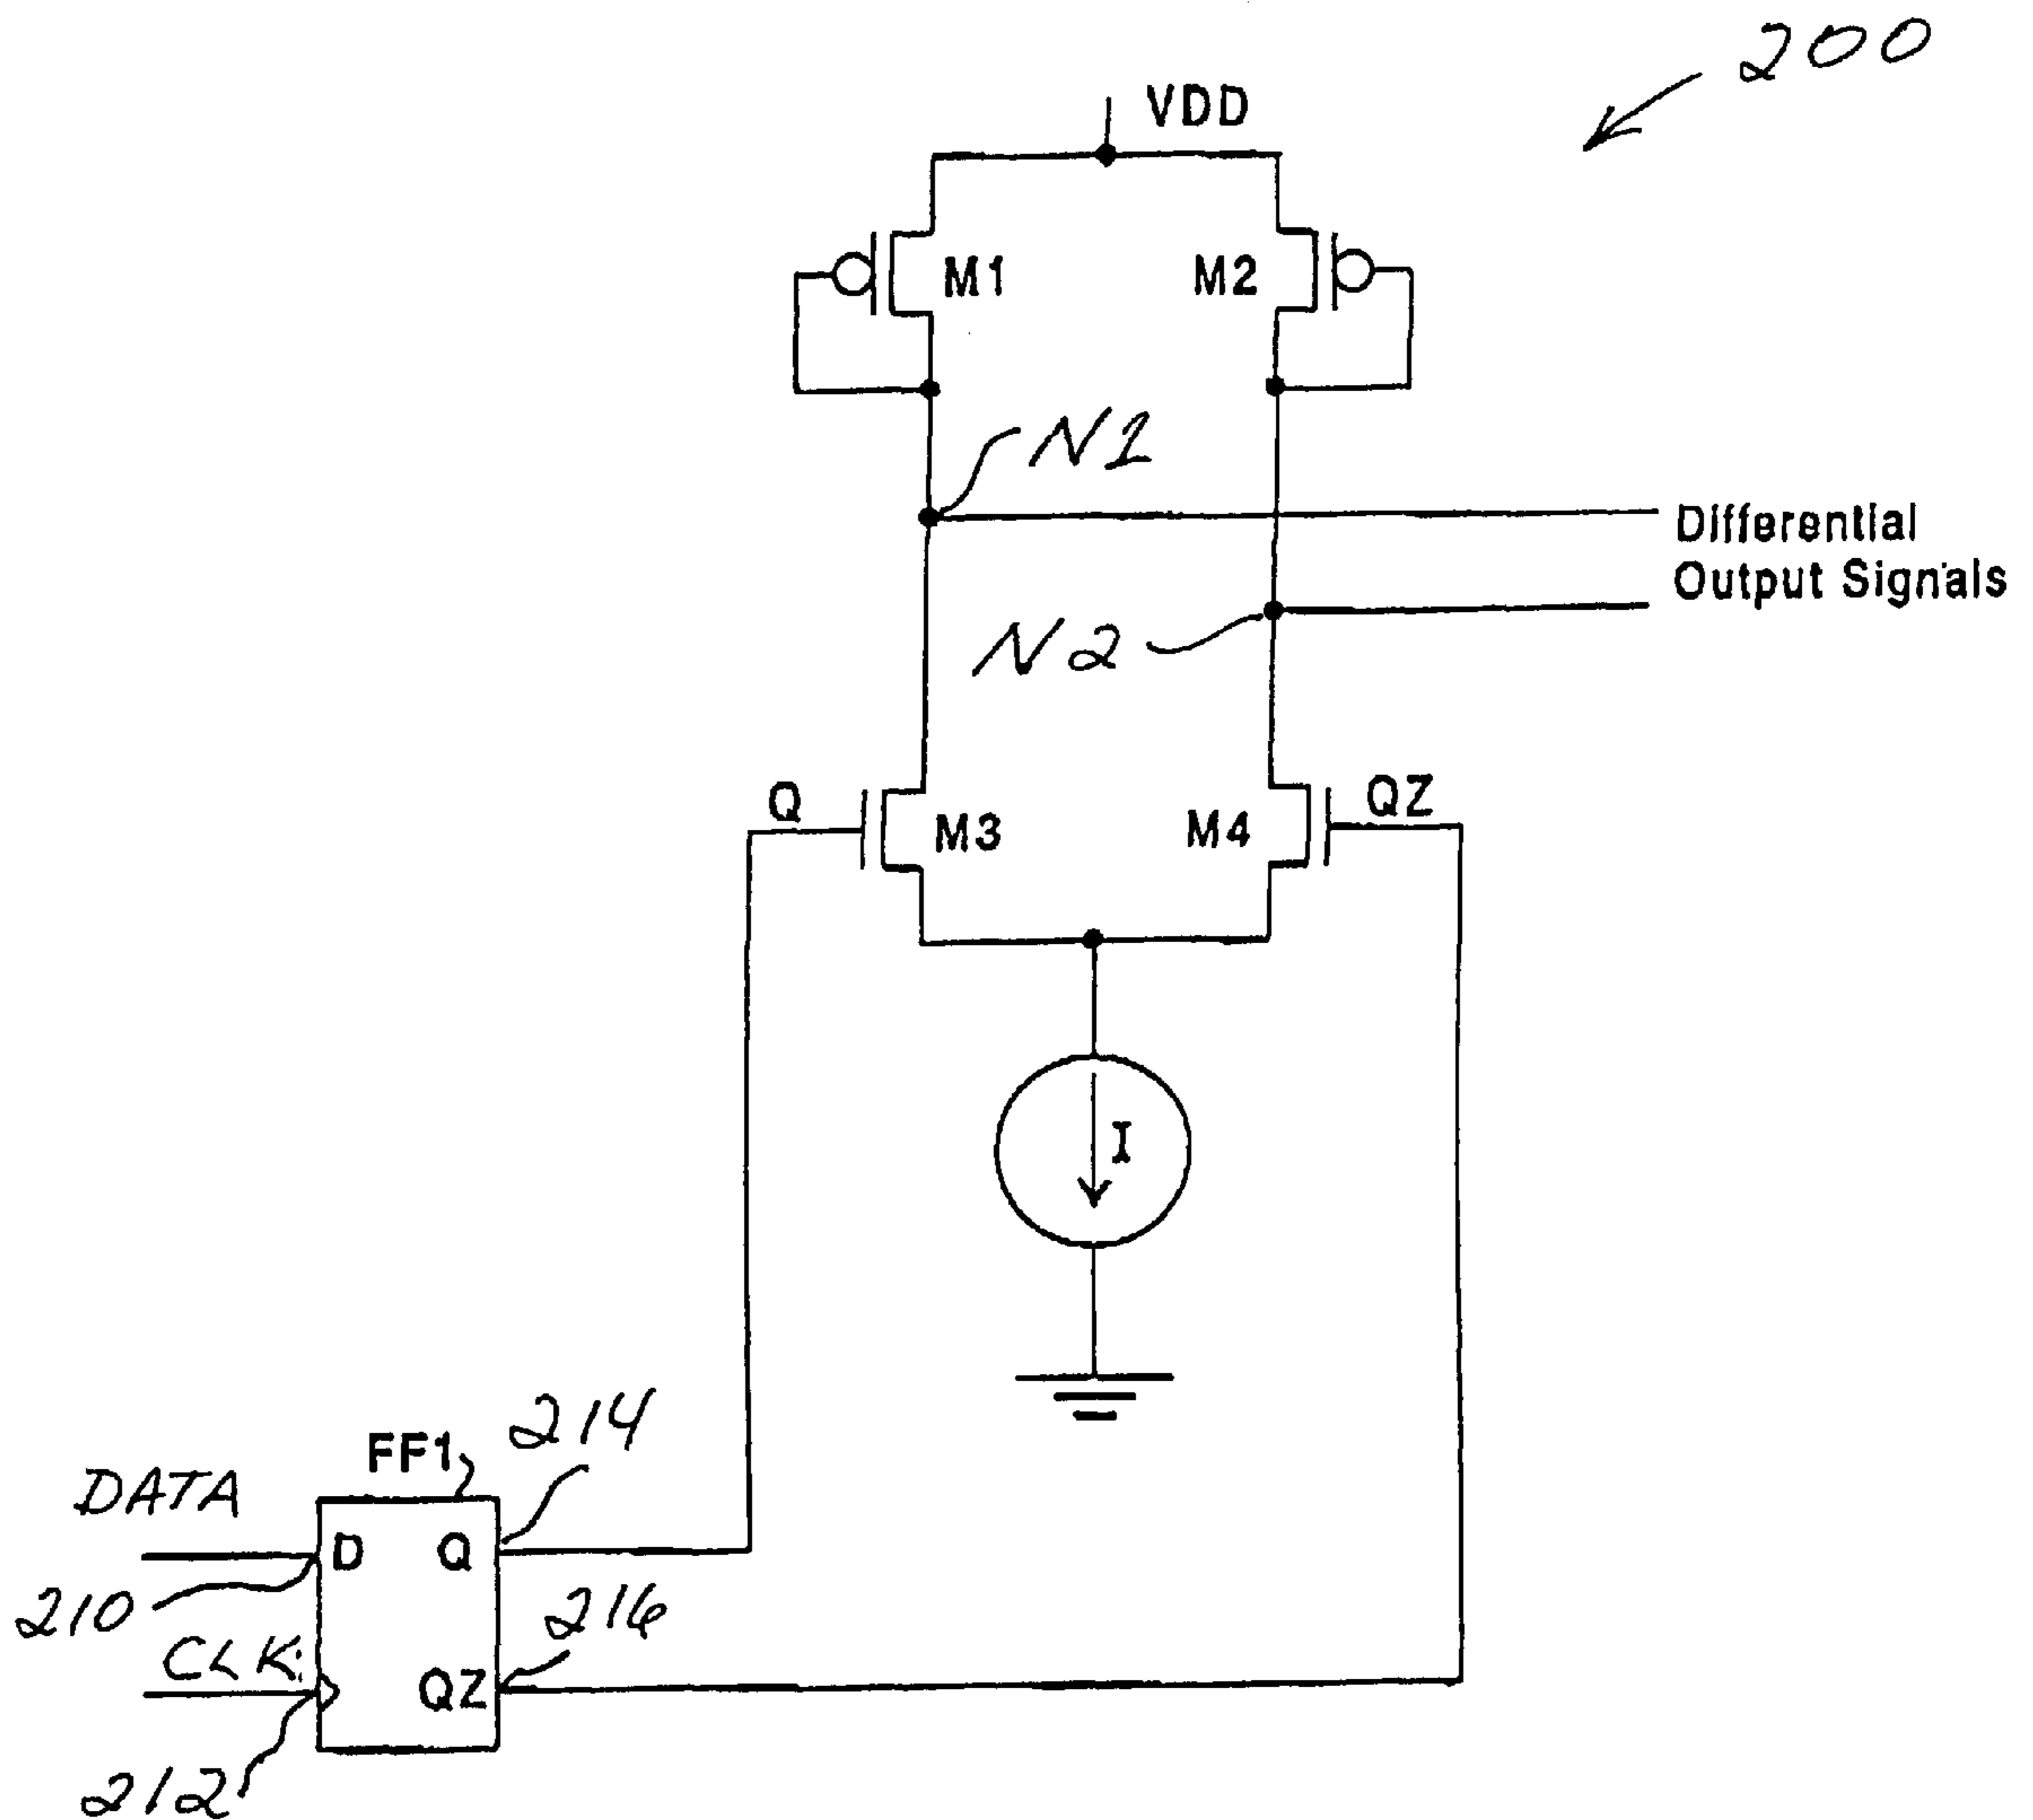 200
VDD
M1
M2
N1
Differential
Output Signals
N2
Q
QZ
M3
M4
I
214
FF1
DATA
D
Q
210
216
CLK
QZ
212